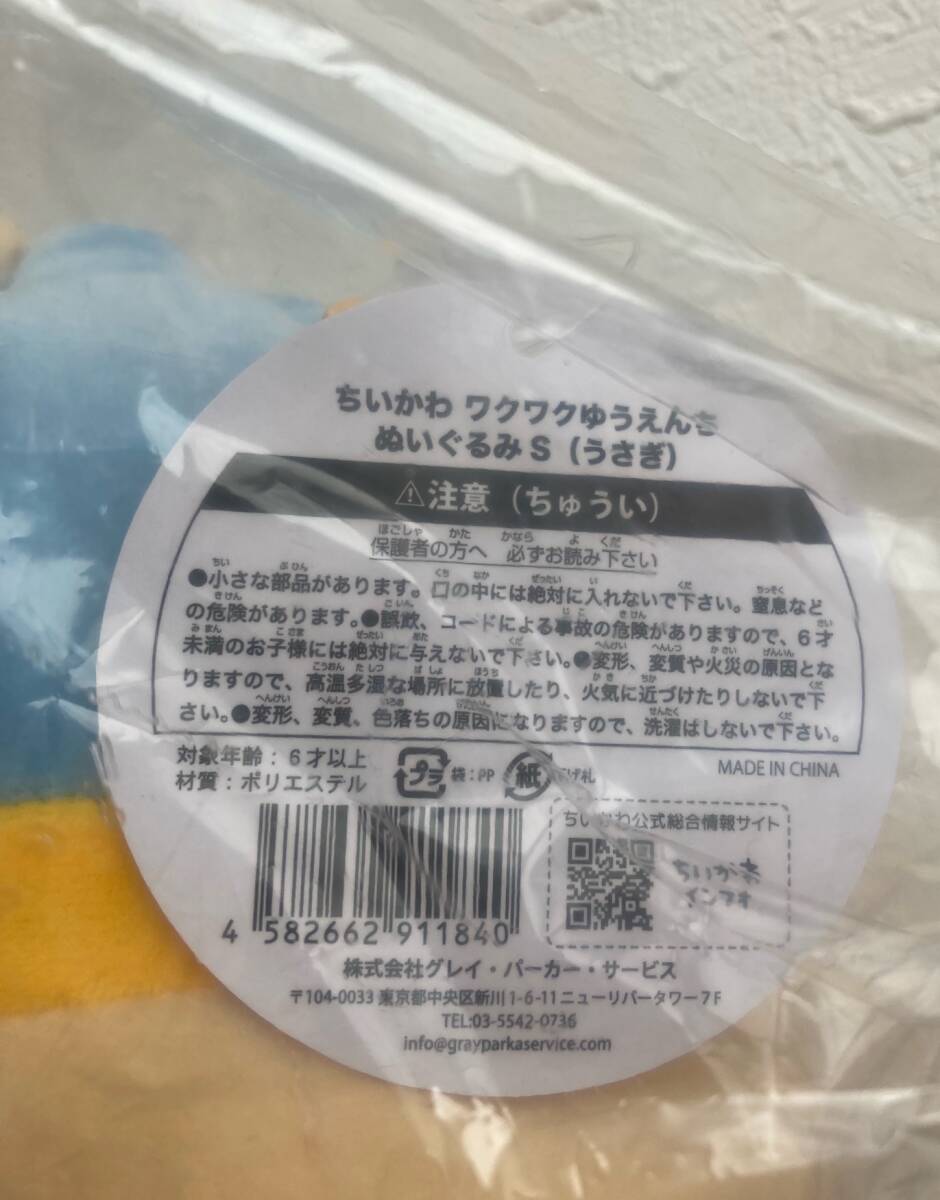 ちいかわ ワクワクゆうえんち
ぬいぐるみS（うさぎ）
⚠注意（ちゅうい）
保護者の方へ 必ずお読み下さい
●小さな部品があります。口の中には絶対に入れないで下さい。窒息など
の危険があります。●誤飲、コードによる事故の危険がありますので、6才
未満のお子様には絶対に与えないで下さい。●変形、変質や火災の原因とな
りますので、高温多湿な場所に放置したり、火気に近づけたりしないで下
さい。●変形、変質、色落ちの原因になりますので、洗濯はしないで下さい。
対象年齢：6才以上
材質：ポリエステル
プラ 袋：PP 紙 下げ札
MADE IN CHINA
ちいかわ公式総合情報サイト
ちいかわ
インフォ
4 582662 911840
株式会社グレイ・パーカー・サービス
〒104-0033 東京都中央区新川1-6-11ニューリバータワー7F
TEL:03-5542-0736
info@grayparkaservice.com